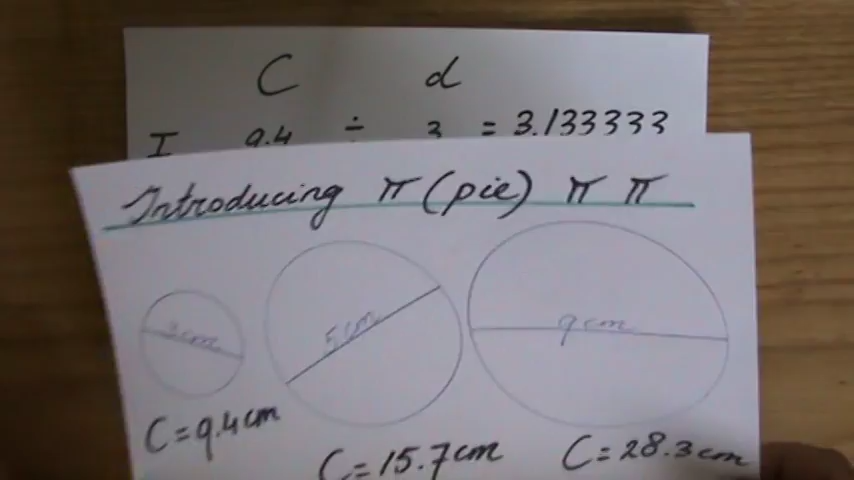 C d
I 9.4 ÷ 3 = 3.133333
Introducing π (pie) π π
3cm
5cm
9cm
C=9.4cm
C=15.7cm
C=28.3cm